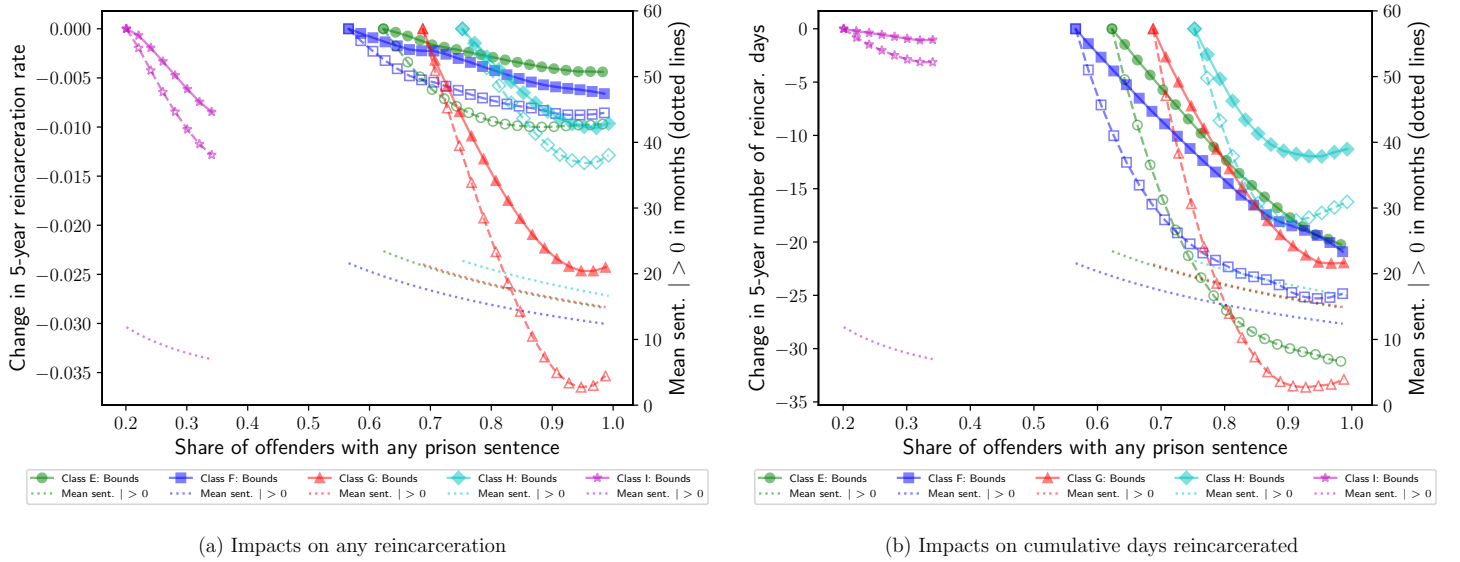 0.000
−0.005
−0.010
−0.015
−0.020
−0.025
−0.030
−0.035
Change in 5-year reincarceration rate
0.2 0.3 0.4 0.5 0.6 0.7 0.8 0.9 1.0
Share of offenders with any prison sentence
60
50
40
30
20
10
0
Mean sent. | > 0 in months (dotted lines)
Class E: Bounds Class F: Bounds Class G: Bounds Class H: Bounds Class I: Bounds
Mean sent. | > 0 Mean sent. | > 0 Mean sent. | > 0 Mean sent. | > 0 Mean sent. | > 0
(a) Impacts on any reincarceration
0
−5
−10
−15
−20
−25
−30
−35
Change in 5-year number of reincar. days
0.2 0.3 0.4 0.5 0.6 0.7 0.8 0.9 1.0
Share of offenders with any prison sentence
60
50
40
30
20
10
0
Mean sent. | > 0 in months (dotted lines)
Class E: Bounds Class F: Bounds Class G: Bounds Class H: Bounds Class I: Bounds
Mean sent. | > 0 Mean sent. | > 0 Mean sent. | > 0 Mean sent. | > 0 Mean sent. | > 0
(b) Impacts on cumulative days reincarcerated